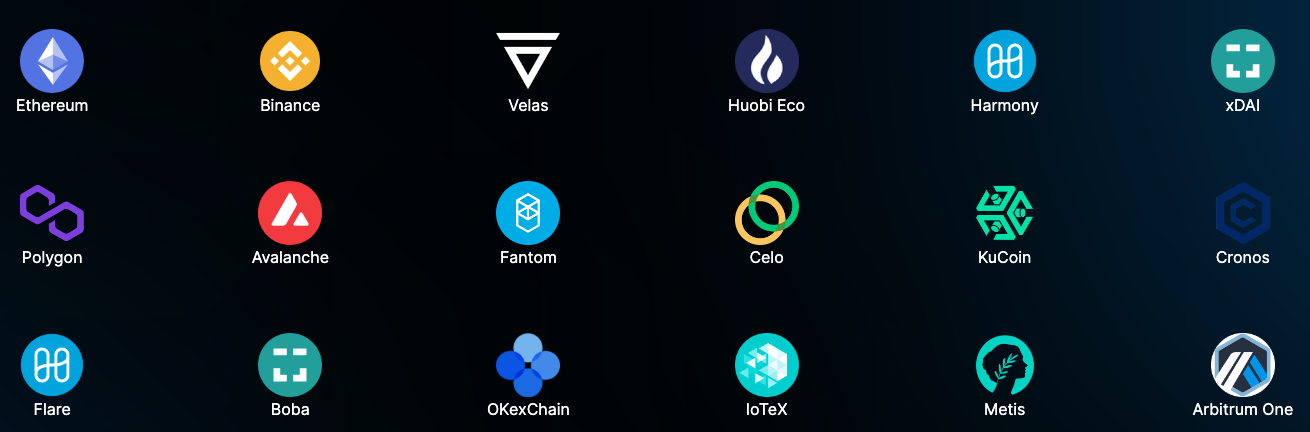 Ethereum
Binance
Velas
Huobi Eco
Harmony
xDAI
Polygon
Avalanche
Fantom
Celo
KuCoin
Cronos
Flare
Boba
OKexChain
IoTeX
Metis
Arbitrum One